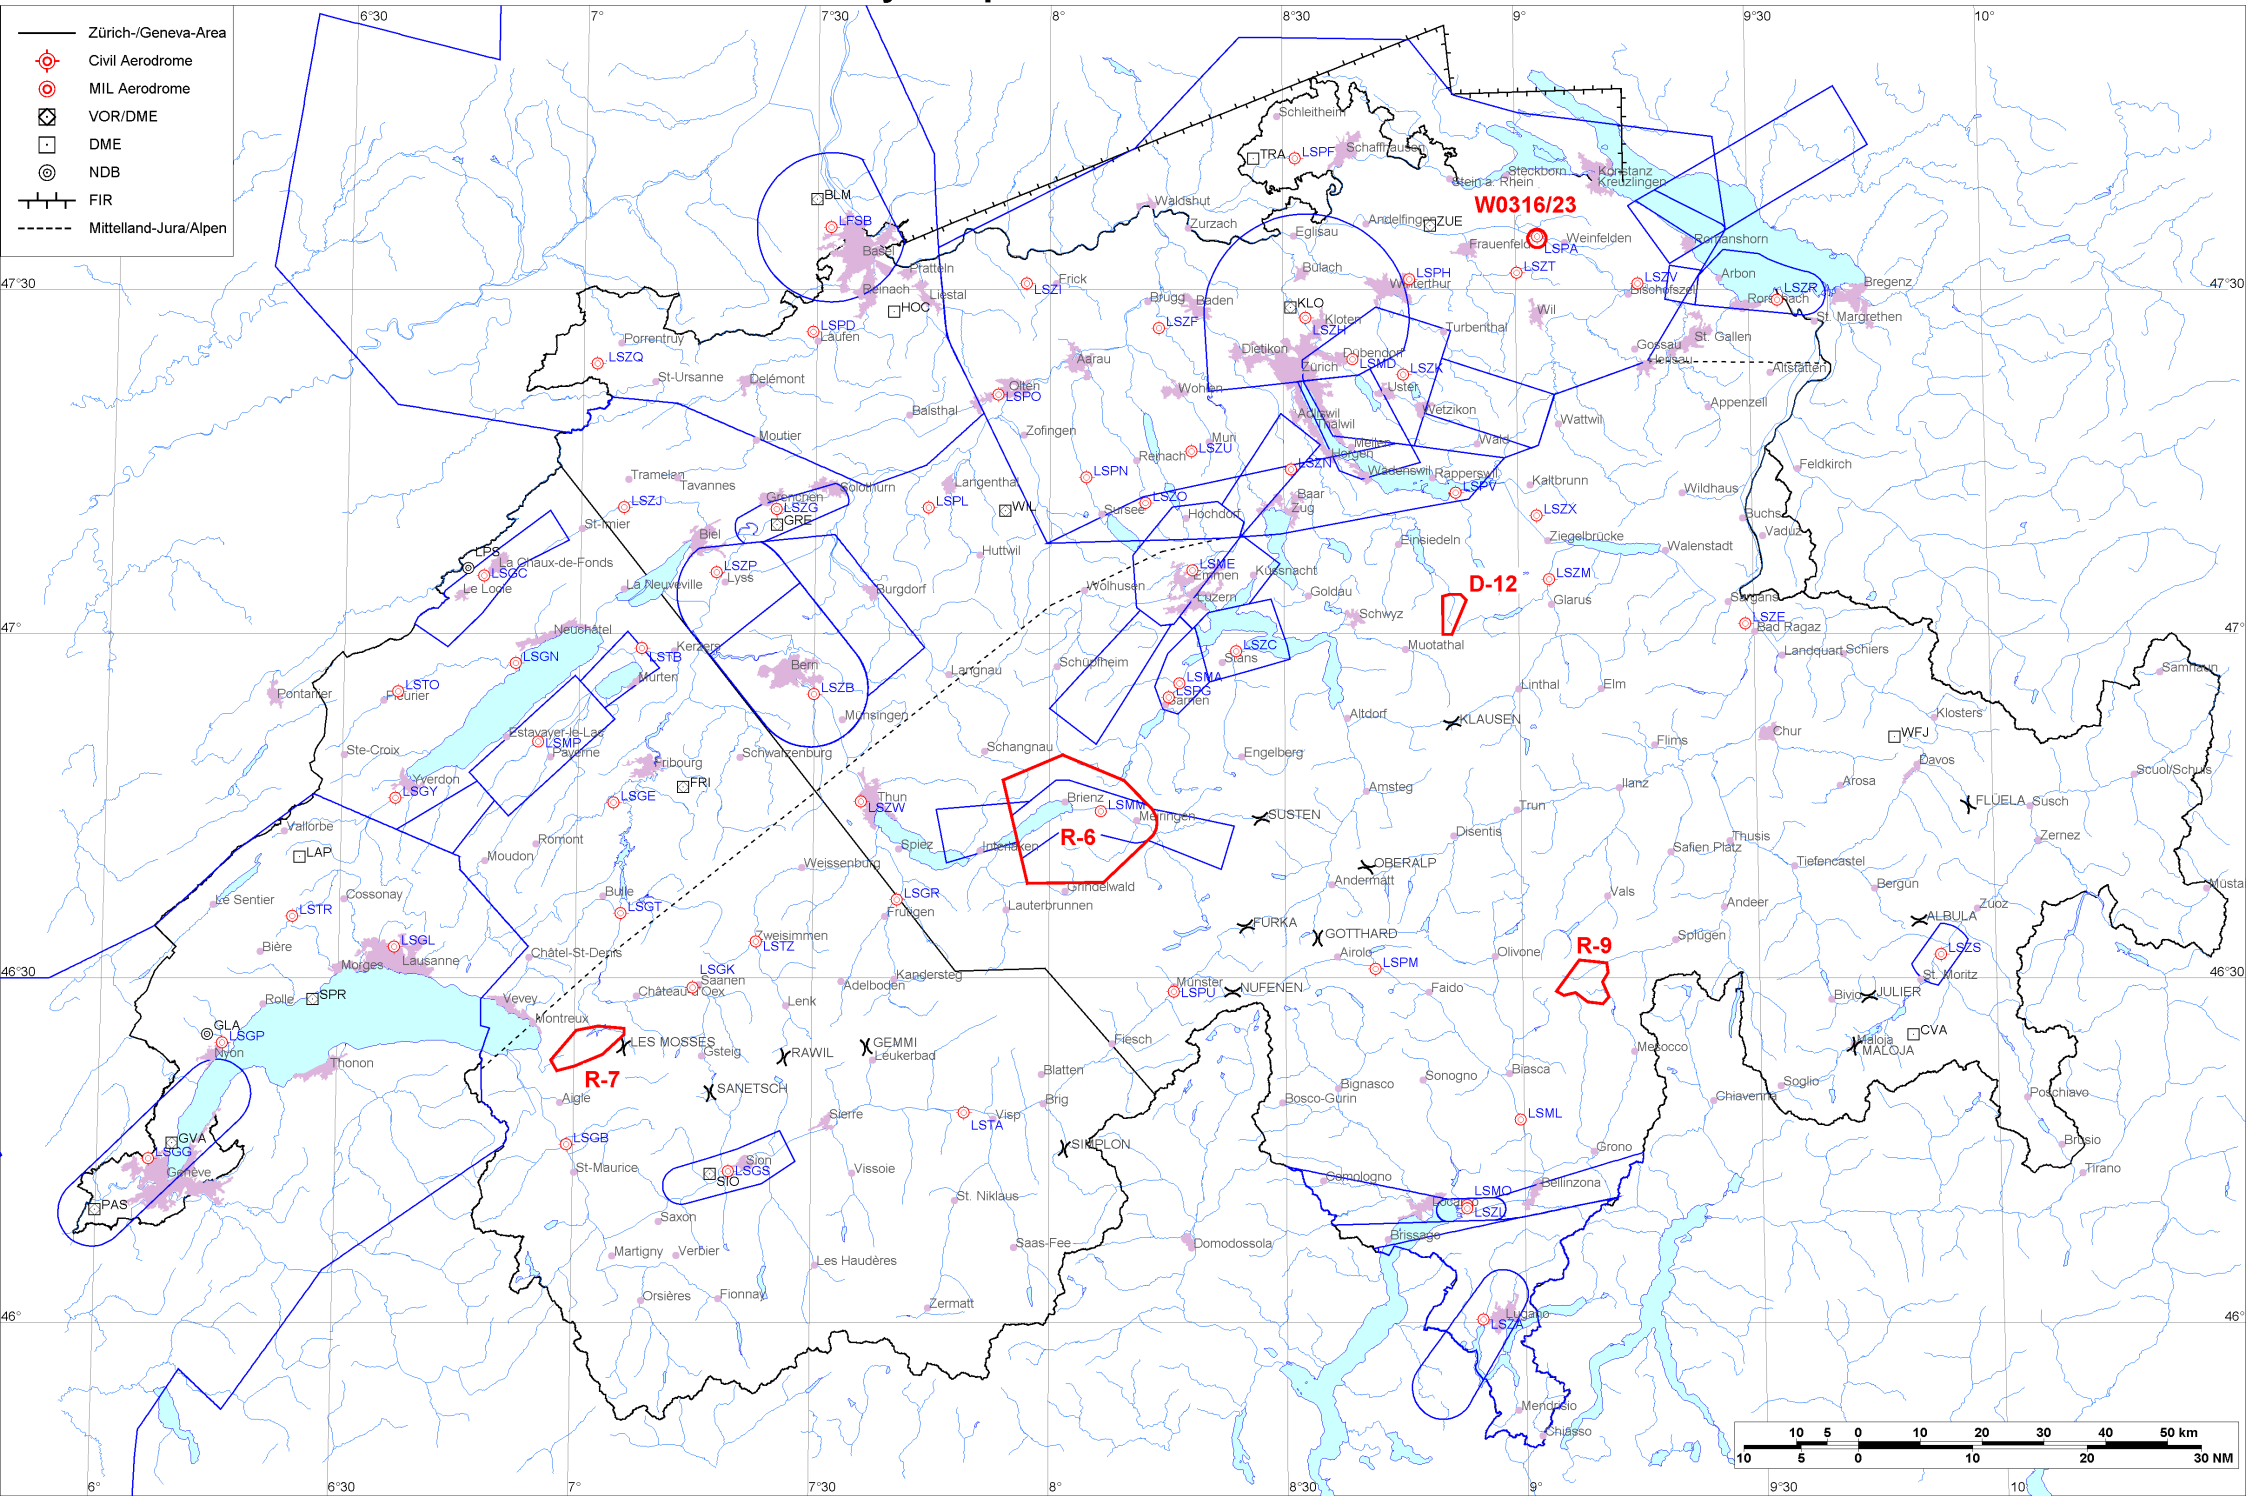 6°30
7°
7°30
8°
8°30
9°
9°30
10°
Zürich-/Geneva-Area
Civil Aerodrome
MIL Aerodrome
VOR/DME
DME
NDB
FIR
Mittelland-Jura/Alpen
Schleitheim
TRA
LSPF
Schaffhausen
Steckborn
Konstanz
Stein a. Rhein
Kreuzlingen
BLM
LFSB
Basel
Waldshut
Zurzach
Eglisau
Andelfingen
ZUE
W0316/23
LSPA
Weinfelden
Romanshorn
Frauenfeld
Pratteln
Reinach
Liestal
HOC
LSZI
Frick
Bülach
LSPH
Winterthur
LSZT
LSZV
Bischofszell
Arbon
LSZR
Rorschach
Bregenz
47°30
47°30
Brugg
Baden
KLO
Kloten
LSZH
Wil
St. Margrethen
LSPD
Laufen
LSZF
Turbenthal
St. Gallen
Porrentruy
LSZQ
Aarau
Dietikon
Dübendorf
LSMD
Zürich
LSZK
Gossau
Herisau
Altstätten
St-Ursanne
Delémont
Olten
LSPO
Wohlen
Uster
Wetzikon
Appenzell
Balsthal
Adliswil
Thalwil
Wattwil
Moutier
Zofingen
Muri
LSZU
Meilen
Wald
Horgen
Reinach
Tramelan
Tavannes
LSPN
LSZN
Wädenswil
Rapperswil
LSPV
Kaltbrunn
Feldkirch
Grenchen
Solothurn
Langenthal
LSZJ
LSZG
GRE
LSPL
WIL
LSZO
Sursee
Hochdorf
Baar
Zug
Wildhaus
LSZX
Buchs
Vaduz
St-Imier
Biel
Huttwil
Einsiedeln
Ziegelbrücke
Walenstadt
LPS
La Chaux-de-Fonds
LSGC
Le Locle
LSZP
Lyss
La Neuveville
Burgdorf
Wolhusen
LSME
Emmen
Küssnacht
Luzern
Goldau
Schwyz
D-12
LSZM
Glarus
Sargans
LSZE
Bad Ragaz
47°
47°
Neuchâtel
LSGN
LSTB
Kerzers
Murten
Bern
LSZB
Langnau
Schüpfheim
LSZC
Stans
Muotathal
Landquart
Schiers
Samnaun
LSTO
Fleurier
Pontarlier
LSMA
LSPG
Sarnen
Linthal
Elm
Münsingen
Altdorf
KLAUSEN
Klosters
Ste-Croix
Estavayer-le-Lac
LSMP
Payerne
Schwarzenburg
Schangnau
Engelberg
Flims
Chur
WFJ
Davos
Yverdon
LSGY
Fribourg
FRI
LSGE
Thun
LSZW
Brienz
LSMM
Meiringen
R-6
Amsteg
Ilanz
Arosa
Scuol/Schuls
SUSTEN
Trun
FLÜELA
Susch
Vallorbe
LAP
Romont
Moudon
Weissenburg
Spiez
Interlaken
Disentis
Thusis
Safien Platz
Zernez
Tiefencastel
OBERALP
Andermatt
Le Sentier
Cossonay
LSTR
Bulle
LSGT
LSGR
Frutigen
Grindelwald
Lauterbrunnen
Vals
Andeer
Bergün
Zuoz
ALBULA
Müsta
Bière
LSGL
Lausanne
Morges
Châtel-St-Denis
Zweisimmen
LSTZ
FURKA
GOTTHARD
Airolo
LSPM
Olivone
R-9
Splügen
LSZS
St. Moritz
46°30
46°30
LSGK
Saanen
Château-d'Oex
Adelboden
Kandersteg
Münster
LSPU
NUFENEN
Faido
Bivio
JULIER
Rolle
SPR
Vevey
Montreux
Lenk
GLA
LSGP
Nyon
Thonon
LES MOSSES
Gsteig
RAWIL
GEMMI
Leukerbad
Fiesch
Mesocco
CVA
Maloja
MALOJA
R-7
SANETSCH
Blatten
Bignasco
Sonogno
Biasca
Soglio
Poschiavo
Aigle
Brig
Bosco-Gurin
Chiavenna
Sierre
LSTA
Visp
LSML
GVA
LSGG
Genève
LSGB
St-Maurice
Sion
LSGS
SIO
SIMPLON
Grono
Brusio
Vissoie
Tirano
PAS
St. Niklaus
Comologno
LSMO
Bellinzona
Locarno
LSZL
Saxon
Martigny
Verbier
Saas-Fee
Domodossola
Brissago
Les Haudères
Orsières
Fionnay
Zermatt
46°
46°
Lugano
LSZA
Mendrisio
Chiasso
10 5 0 10 20 30 40 50 km
10 5 0 10 20 30 NM
6°
6°30
7°
7°30
8°
8°30
9°
9°30
10